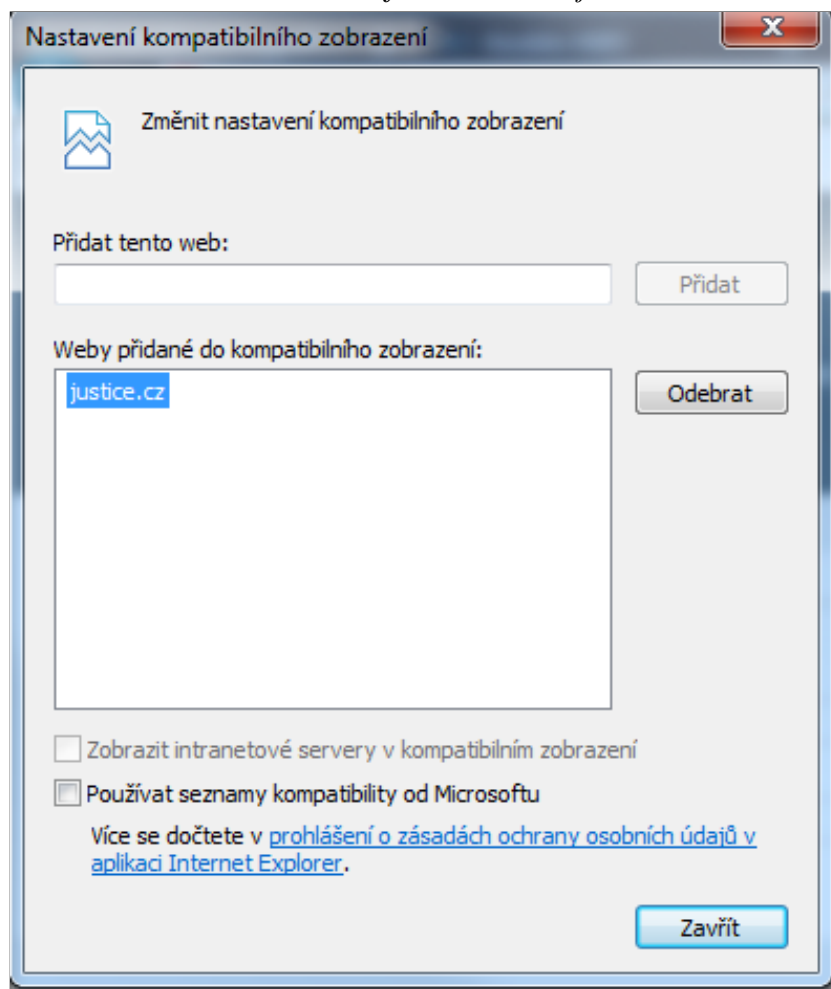 Nastavení kompatibilního zobrazení
Změnit nastavení kompatibilního zobrazení
Přidat tento web:
Přidat
Weby přidané do kompatibilního zobrazení:
justice.cz
Odebrat
Zobrazit intranetové servery v kompatibilním zobrazení
Používat seznamy kompatibility od Microsoftu
Více se dočtete v prohlášení o zásadách ochrany osobních údajů v
aplikaci Internet Explorer.
Zavřít